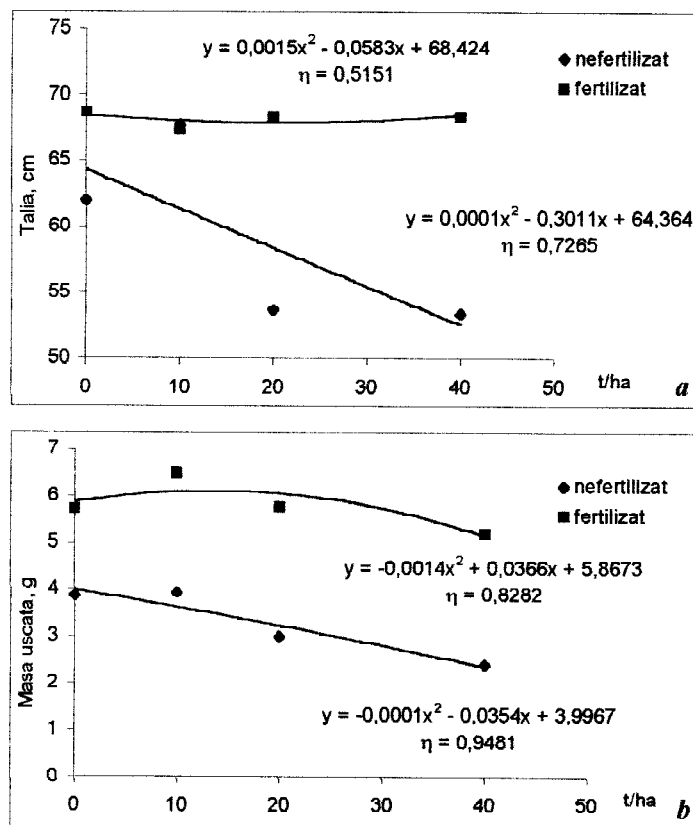 75
y = 0,0015x² - 0,0583x + 68,424
η = 0,5151
nefertilizat
fertilizat
70
65
60
55
50
Talia, cm
y = 0,0001x² - 0,3011x + 64,364
η = 0,7265
0 10 20 30 40 50 t/ha a
7
6
5
4
3
2
1
0
Masa uscata, g
nefertilizat
fertilizat
y = -0,0014x² + 0,0366x + 5,8673
η = 0,8282
y = -0,0001x² - 0,0354x + 3,9967
η = 0,9481
0 10 20 30 40 50 t/ha b